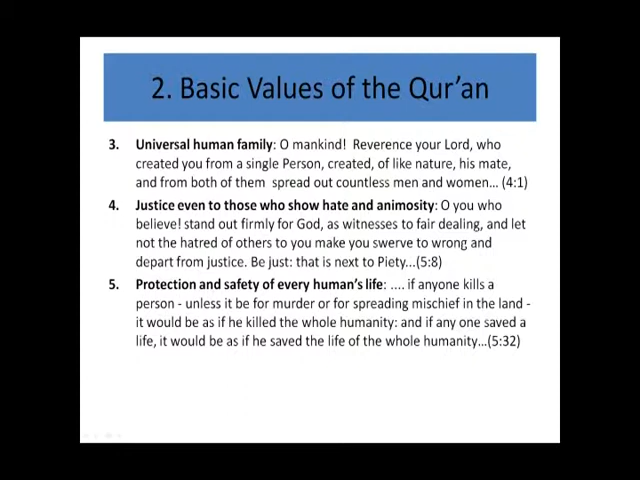 2. Basic Values of the Qur'an
3. Universal human family: O mankind! Reverence your Lord, who
created you from a single Person, created, of like nature, his mate,
and from both of them spread out countless men and women... (4:1)
4. Justice even to those who show hate and animosity: O you who
believe! stand out firmly for God, as witnesses to fair dealing, and let
not the hatred of others to you make you swerve to wrong and
depart from justice. Be just: that is next to Piety...(5:8)
5. Protection and safety of every human's life: .... if anyone kills a
person - unless it be for murder or for spreading mischief in the land -
it would be as if he killed the whole humanity: and if any one saved a
life, it would be as if he saved the life of the whole humanity...(5:32)